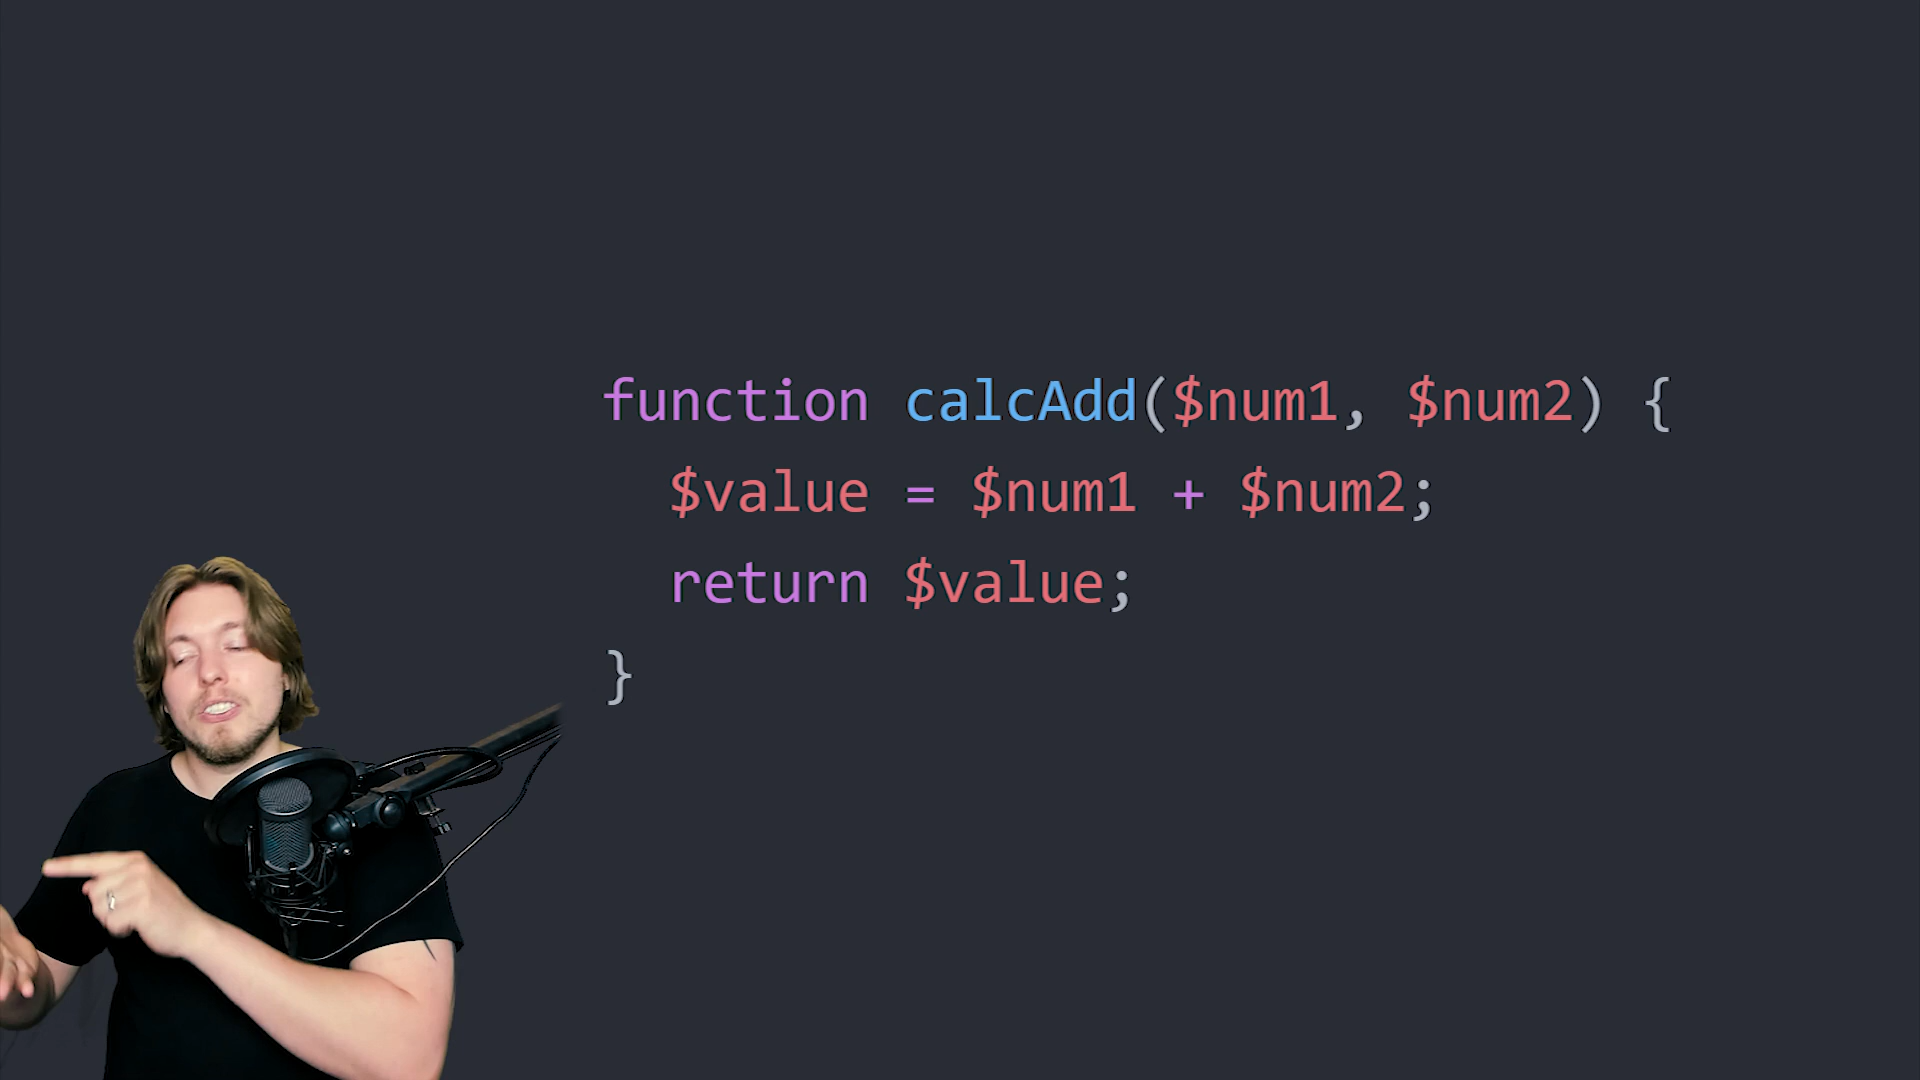 function calcAdd($num1, $num2) {
$value = $num1 + $num2;
return $value;
}